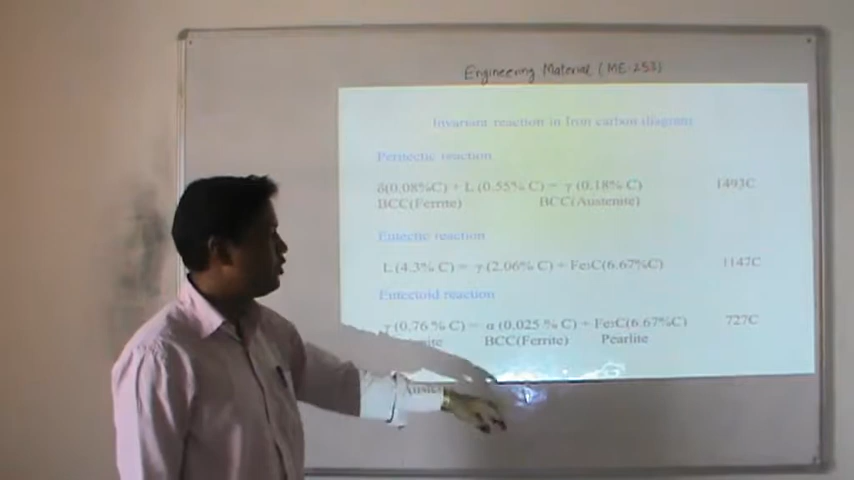 Engineering Material (ME-253)
Invariant reaction in Iron carbon diagram
Peritectic reaction
δ(0.08%C) + L (0.55% C) = γ (0.18% C) 1493C
BCC(Ferrite) BCC(Austenite)
Eutectic reaction
L (4.3% C) = γ (2.06% C) + Fe₃C(6.67%C) 1147C
Eutectoid reaction
γ (0.76 % C) = α (0.025 % C) + Fe₃C(6.67%C) 727C
BCC(Ferrite) Pearlite